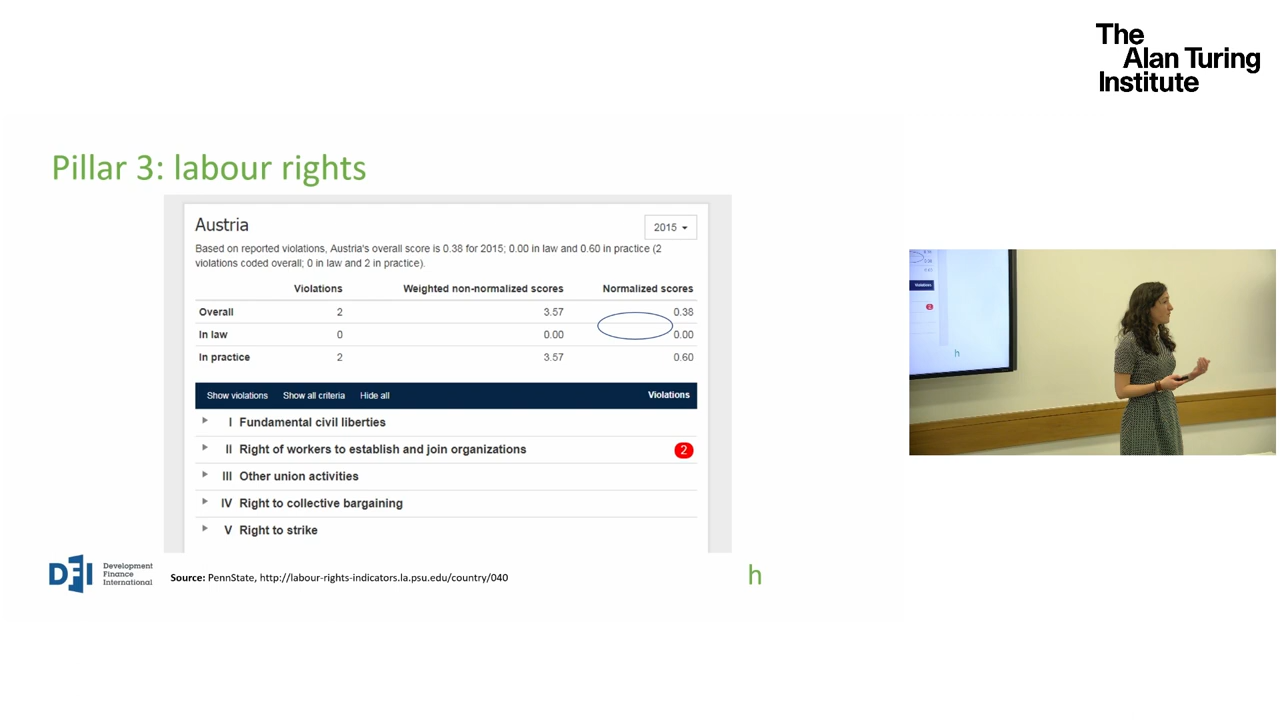 The
Alan Turing
Institute
Pillar 3: labour rights
Austria
2015
Based on reported violations, Austria's overall score is 0.38 for 2015; 0.00 in law and 0.60 in practice (2
violations coded overall; 0 in law and 2 in practice).
Violations Weighted non-normalized scores Normalized scores
Overall 2 3.57 0.38
In law 0 0.00 0.00
In practice 2 3.57 0.60
Show violations Show all criteria Hide all Violations
I Fundamental civil liberties
II Right of workers to establish and join organizations 2
III Other union activities
IV Right to collective bargaining
V Right to strike
DFI Development
Finance
International
Source: PennState, http://labour-rights-indicators.la.psu.edu/country/040
h
Violations
h